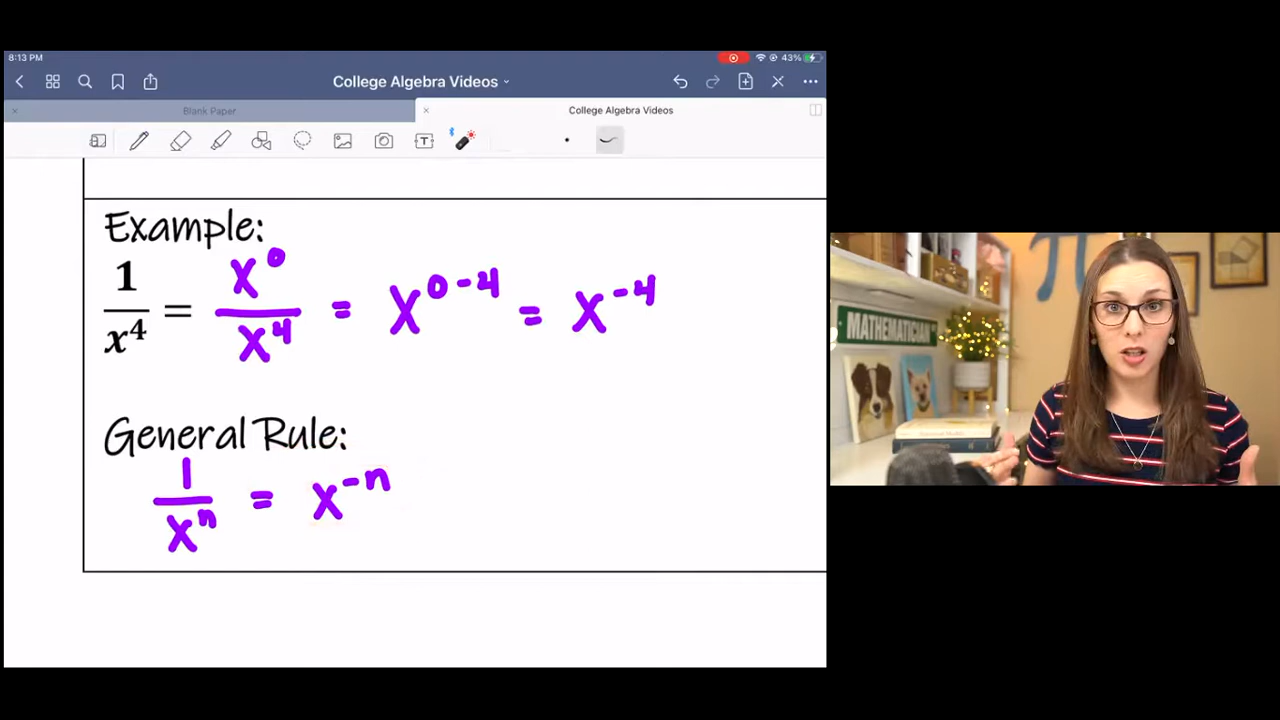 8:13 PM
43%
College Algebra Videos
Blank Paper
College Algebra Videos
T
Example:
1/x⁴ = x⁰/x⁴ = x⁰⁻⁴ = x⁻⁴
General Rule:
1/xⁿ = x⁻ⁿ
MATHEMATICIAN